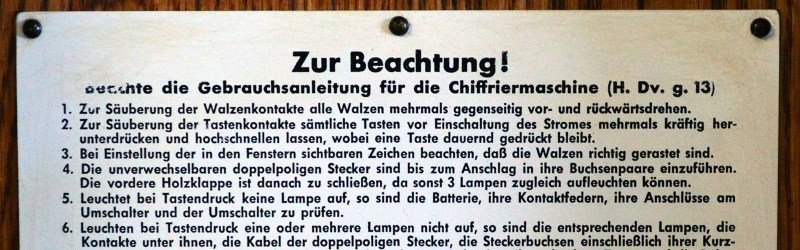 Zur Beachtung!
Beachte die Gebrauchsanleitung für die Chiffriermaschine (H. Dv. g. 13)
1. Zur Säuberung der Walzenkontakte alle Walzen mehrmals gegenseitig vor- und rückwärtsdrehen.
2. Zur Säuberung der Tastenkontakte sämtliche Tasten vor Einschaltung des Stromes mehrmals kräftig her-
unterdrücken und hochschnellen lassen, wobei eine Taste dauernd gedrückt bleibt.
3. Bei Einstellung der in den Fenstern sichtbaren Zeichen beachten, daß die Walzen richtig gerastet sind.
4. Die unverwechselbaren doppelpoligen Stecker sind bis zum Anschlag in ihre Buchsenpaare einzuführen.
Die vordere Holzklappe ist danach zu schließen, da sonst 3 Lampen zugleich aufleuchten können.
5. Leuchtet bei Tastendruck keine Lampe auf, so sind die Batterie, ihre Kontaktfedern, ihre Anschlüsse am
Umschalter und der Umschalter zu prüfen.
6. Leuchten bei Tastendruck eine oder mehrere Lampen nicht auf, so sind die entsprechenden Lampen, die
Kontakte unter ihnen, die Kabel der doppelpoligen Stecker, die Steckerbuchsen einschließlich ihrer Kurz-